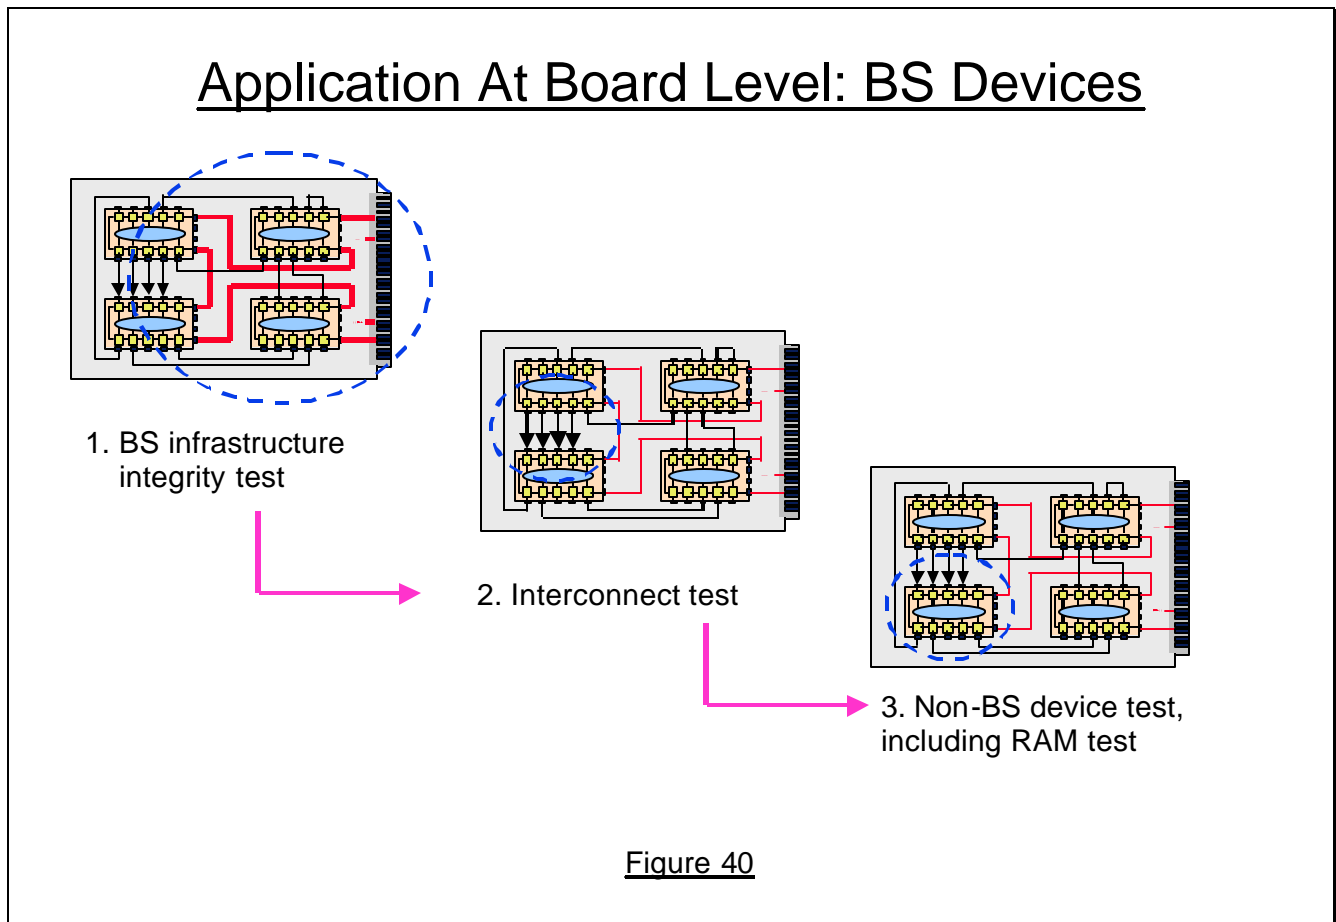 Application At Board Level: BS Devices
1. BS infrastructure
integrity test
2. Interconnect test
3. Non-BS device test,
including RAM test
Figure 40